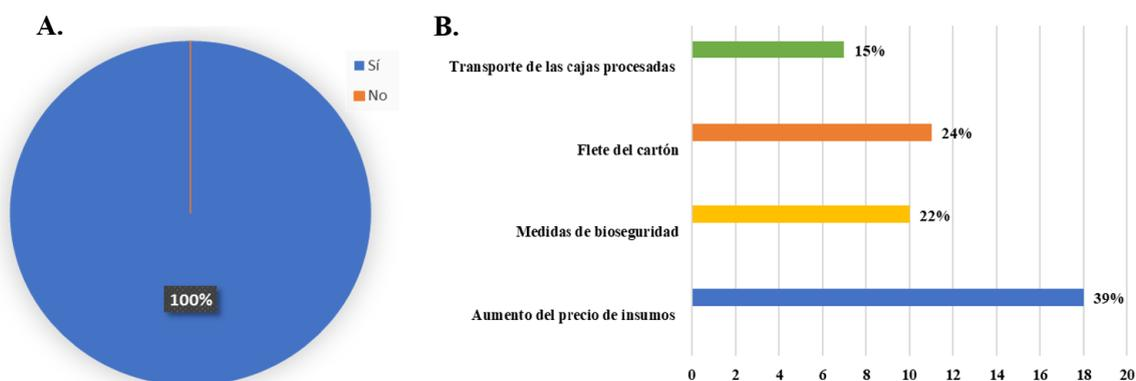 A.
Sí
No
100%
B.
Transporte de las cajas procesadas
15%
Flete del cartón
24%
Medidas de bioseguridad
22%
Aumento del precio de insumos
39%
0 2 4 6 8 10 12 14 16 18 20